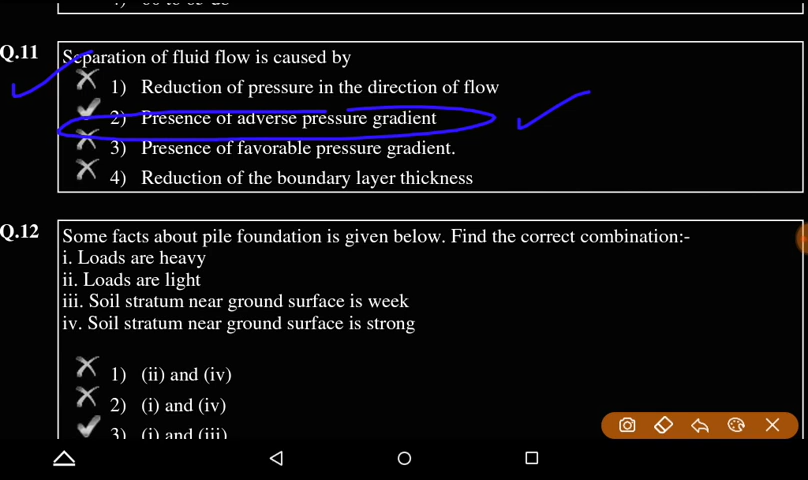 Q.11 Separation of fluid flow is caused by
1) Reduction of pressure in the direction of flow
2) Presence of adverse pressure gradient
3) Presence of favorable pressure gradient.
4) Reduction of the boundary layer thickness
Q.12 Some facts about pile foundation is given below. Find the correct combination:-
i. Loads are heavy
ii. Loads are light
iii. Soil stratum near ground surface is week
iv. Soil stratum near ground surface is strong
1) (ii) and (iv)
2) (i) and (iv)
3) (i) and (iii)